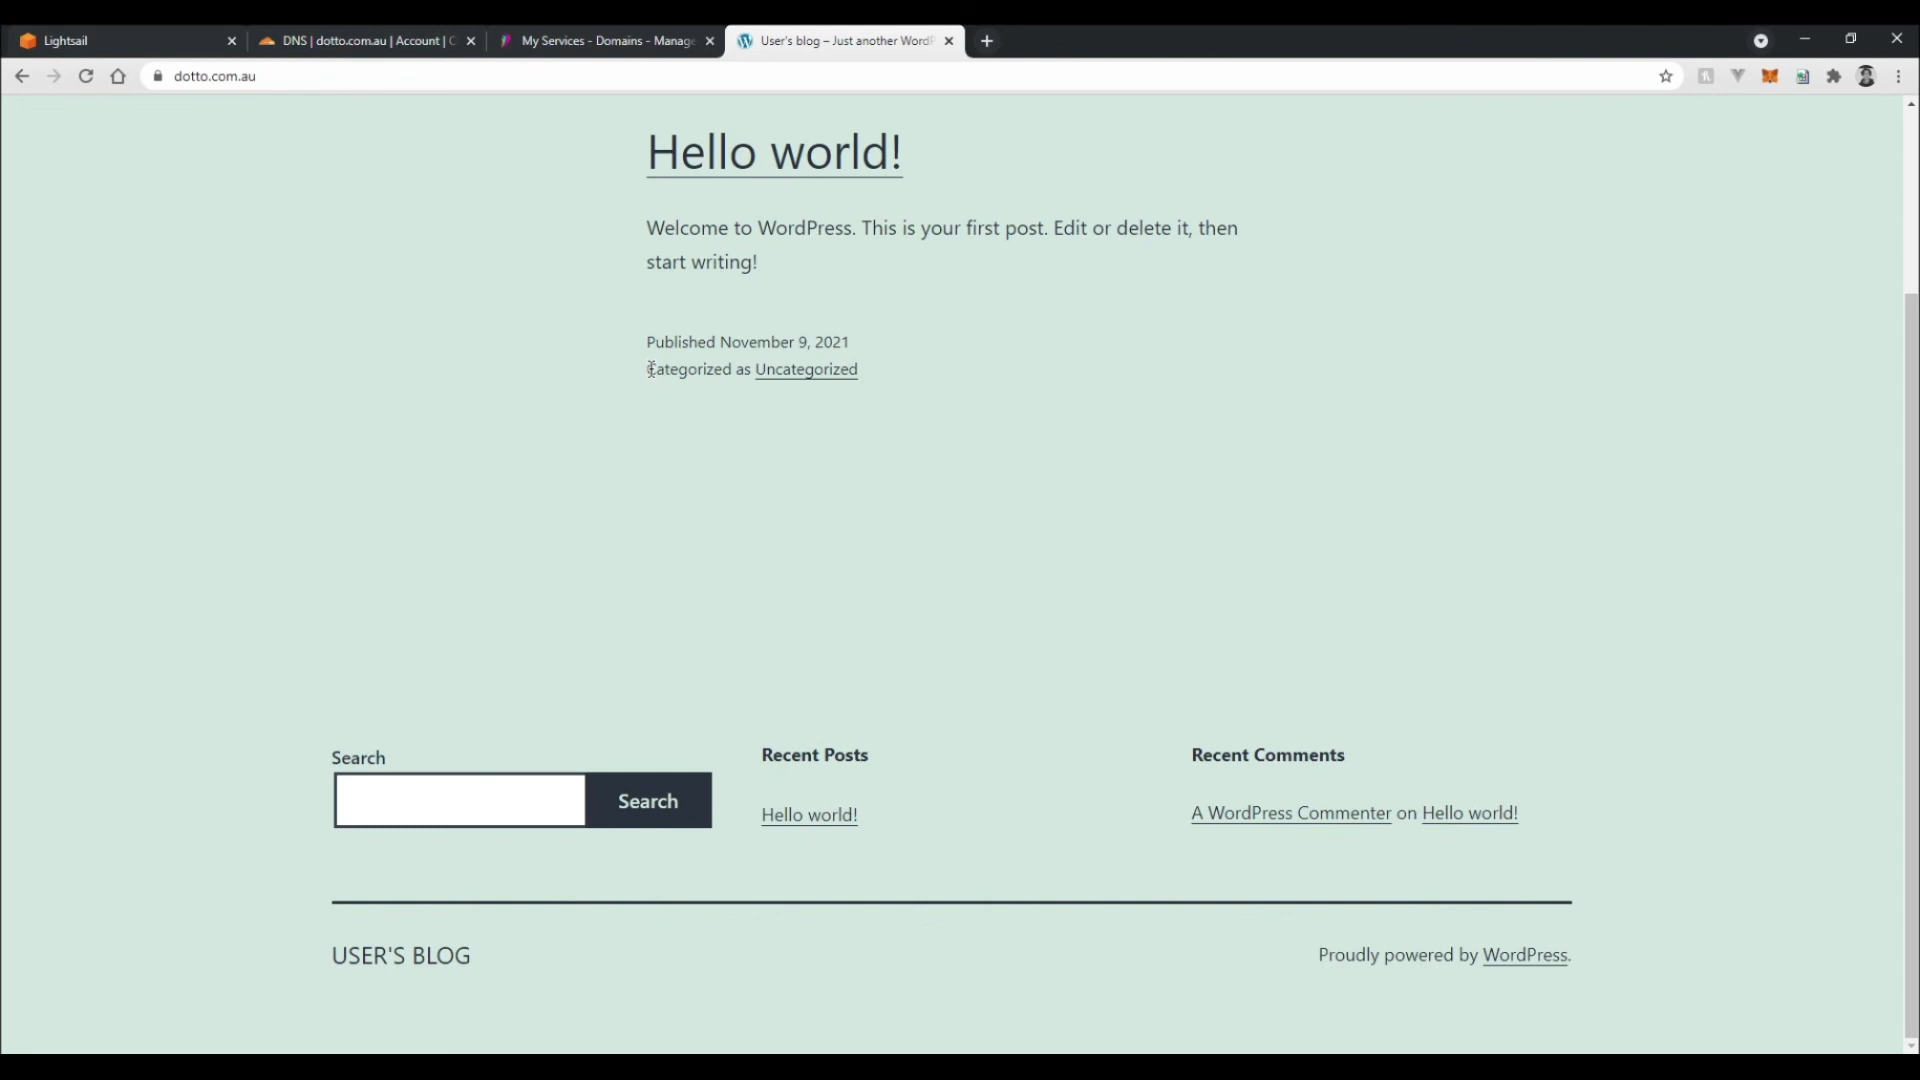 Lightsail
DNS | dotto.com.au | Account | C
My Services - Domains - Manage
User's blog – Just another WordP
dotto.com.au
Hello world!
Welcome to WordPress. This is your first post. Edit or delete it, then
start writing!
Published November 9, 2021
Categorized as Uncategorized
Search
Search
Recent Posts
Hello world!
Recent Comments
A WordPress Commenter on Hello world!
USER'S BLOG
Proudly powered by WordPress.